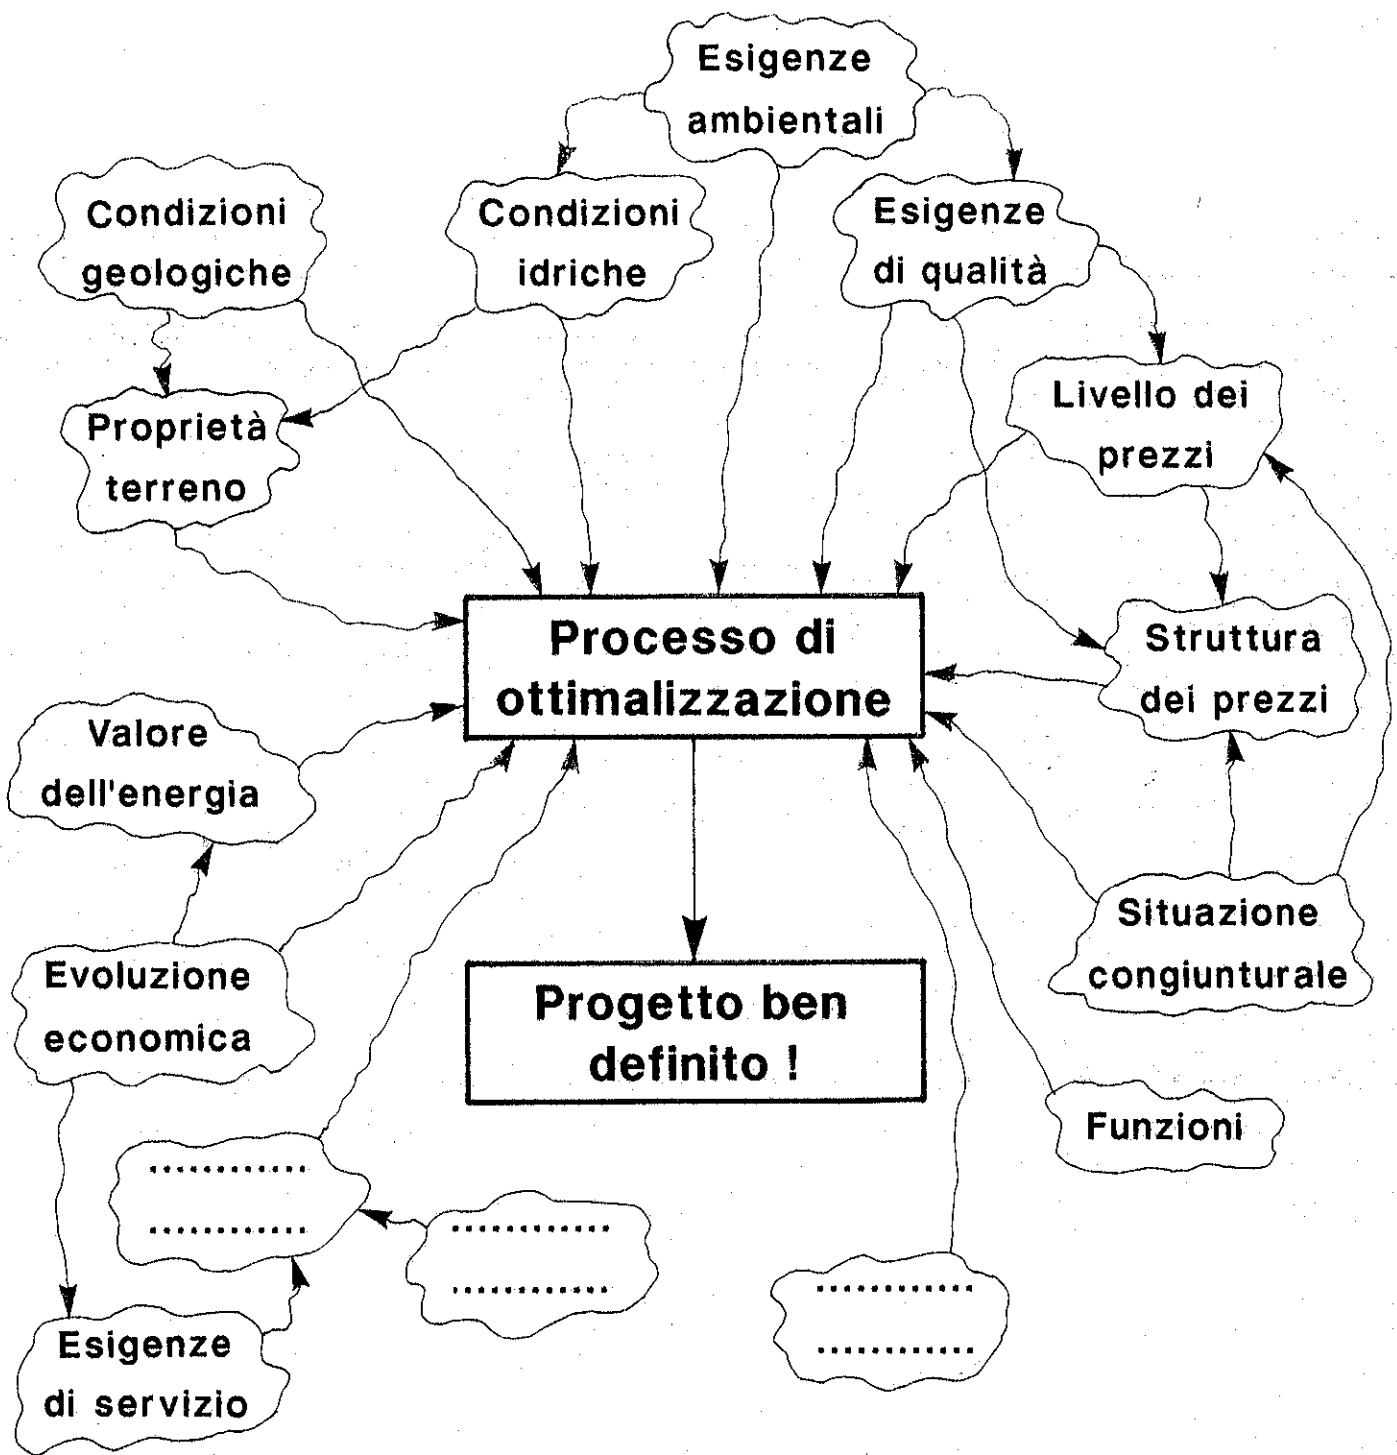 Esigenze
ambientali
Condizioni
geologiche
Condizioni
idriche
Esigenze
di qualità
Proprietà
terreno
Livello dei
prezzi
Processo di
ottimalizzazione
Struttura
dei prezzi
Valore
dell'energia
Evoluzione
economica
Situazione
congiunturale
Progetto ben
definito !
Funzioni
............
............
............
............
............
............
Esigenze
di servizio